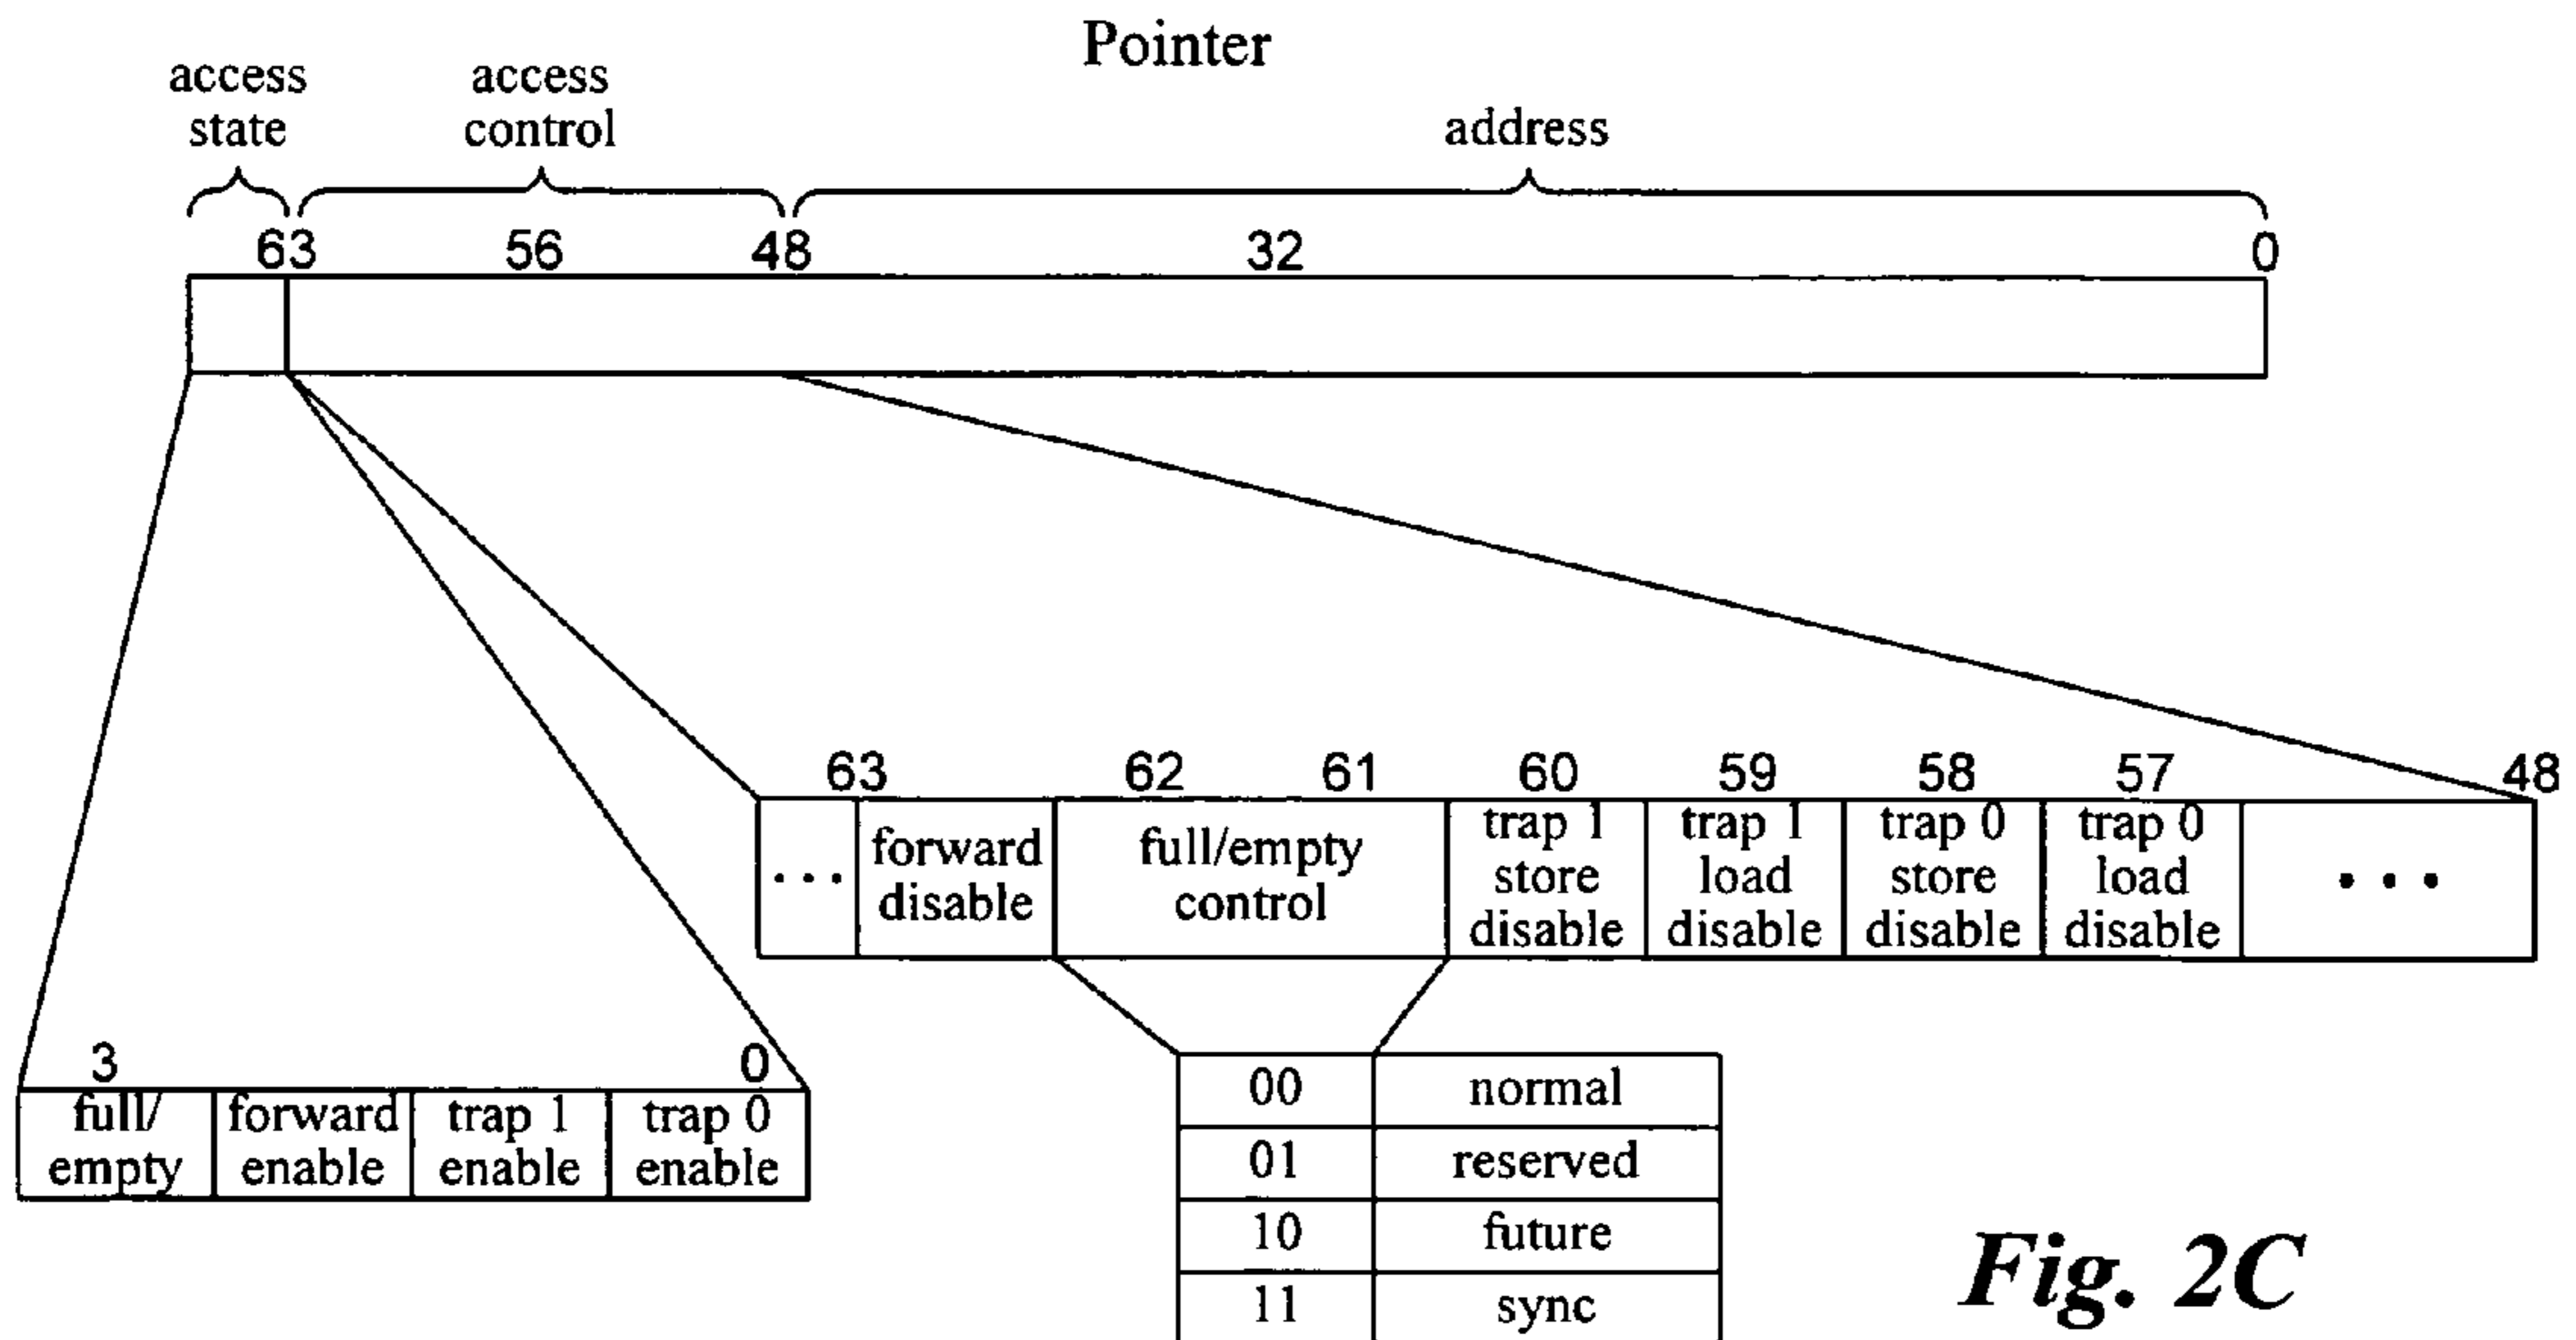 Pointer
access
state
access
control
address
63 56 48 32 0
63 62 61 60 59 58 57 48
...
forward
disable
full/empty
control
trap 1
store
disable
trap 1
load
disable
trap 0
store
disable
trap 0
load
disable
...
3 0
full/
empty
forward
enable
trap 1
enable
trap 0
enable
00 normal
01 reserved
10 future
11 sync
Fig. 2C